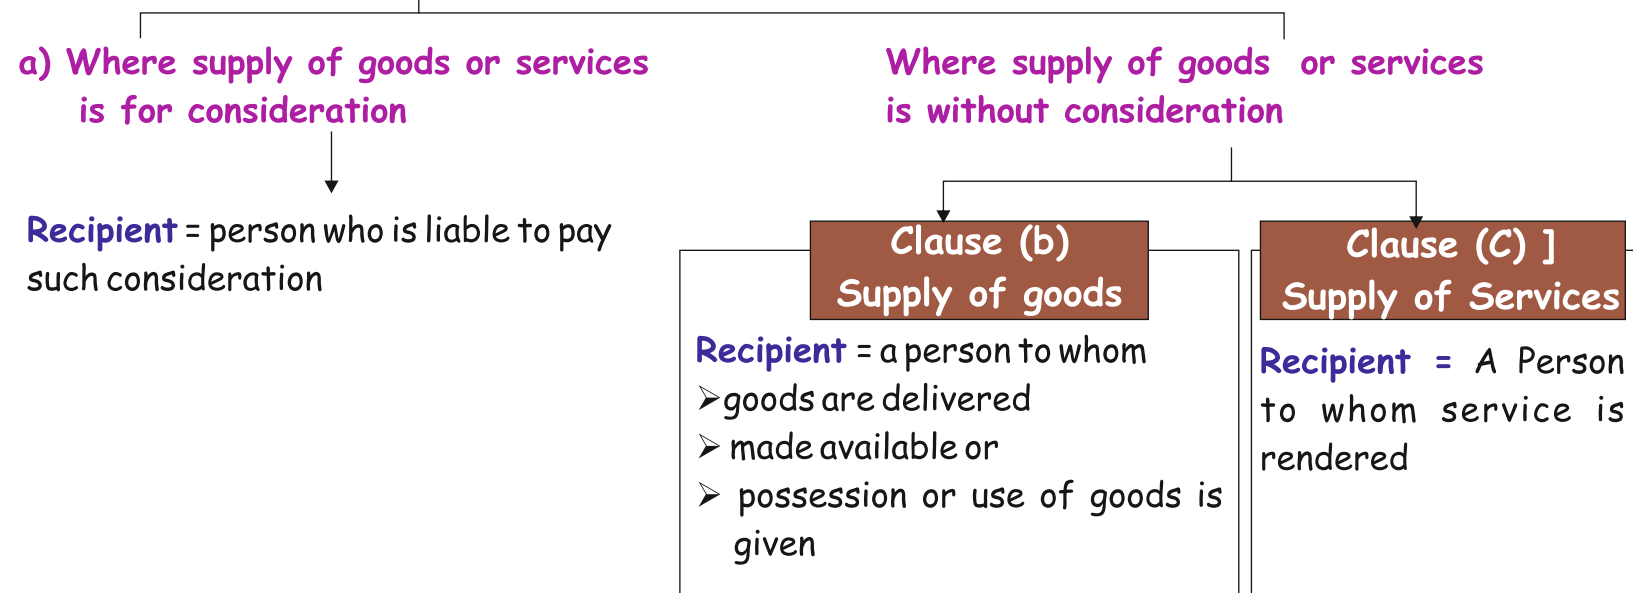 a) Where supply of goods or services
is for consideration
Recipient = person who is liable to pay
such consideration
Where supply of goods or services
is without consideration
Clause (b)
Supply of goods
Recipient = a person to whom
➢goods are delivered
➢ made available or
➢ possession or use of goods is
given
Clause (C) ]
Supply of Services
Recipient = A Person
to whom service is
rendered